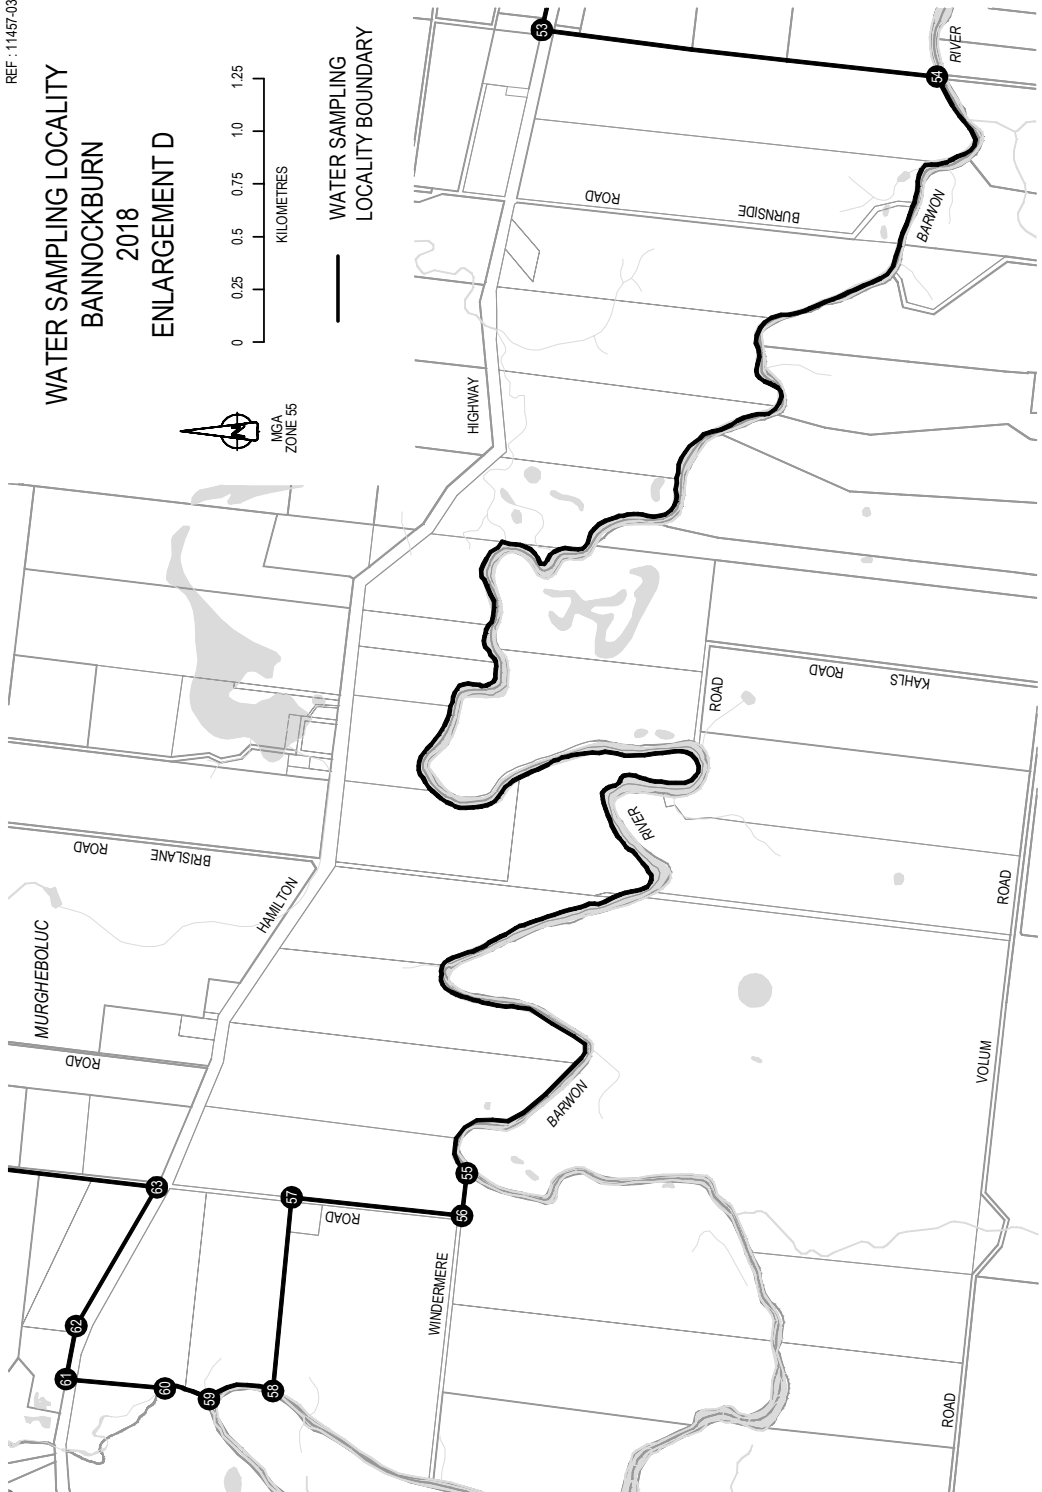 REF : 11457-03
WATER SAMPLING LOCALITY
BANNOCKBURN
2018
ENLARGEMENT D
0 0.25 0.5 0.75 1.0 1.25
KILOMETRES
N
MGA
ZONE 55
WATER SAMPLING
LOCALITY BOUNDARY
MURGHEBOLUC
ROAD
BRISLANE
ROAD
HAMILTON
HIGHWAY
BURNSIDE
ROAD
53
54
RIVER
BARWON
61
62
63
60
59
58
57
ROAD
56
55
WINDERMERE
BARWON
RIVER
ROAD
KAHLS
ROAD
ROAD
VOLUM
ROAD